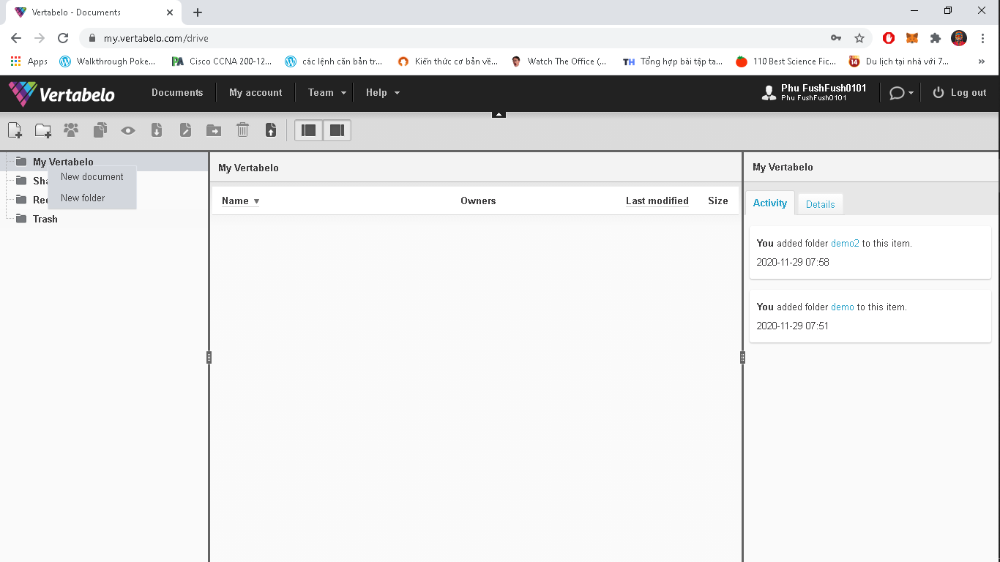 Vertabelo - Documents
my.vertabelo.com/drive
Apps
Walkthrough Poke...
PA
Cisco CCNA 200-12...
các lệnh căn bản tr...
Kiến thức cơ bản về...
Watch The Office (...
TH
Tổng hợp bài tập ta...
110 Best Science Fic...
14
Du lịch tại nhà với 7...
»
Vertabelo
Documents
My account
Team
Help
Phu FushFush0101
Phu FushFush0101
Log out
My Vertabelo
Sha
Rec
Trash
New document
New folder
My Vertabelo
Name
Owners
Last modified
Size
My Vertabelo
Activity
Details
You added folder demo2 to this item.
2020-11-29 07:58
You added folder demo to this item.
2020-11-29 07:51